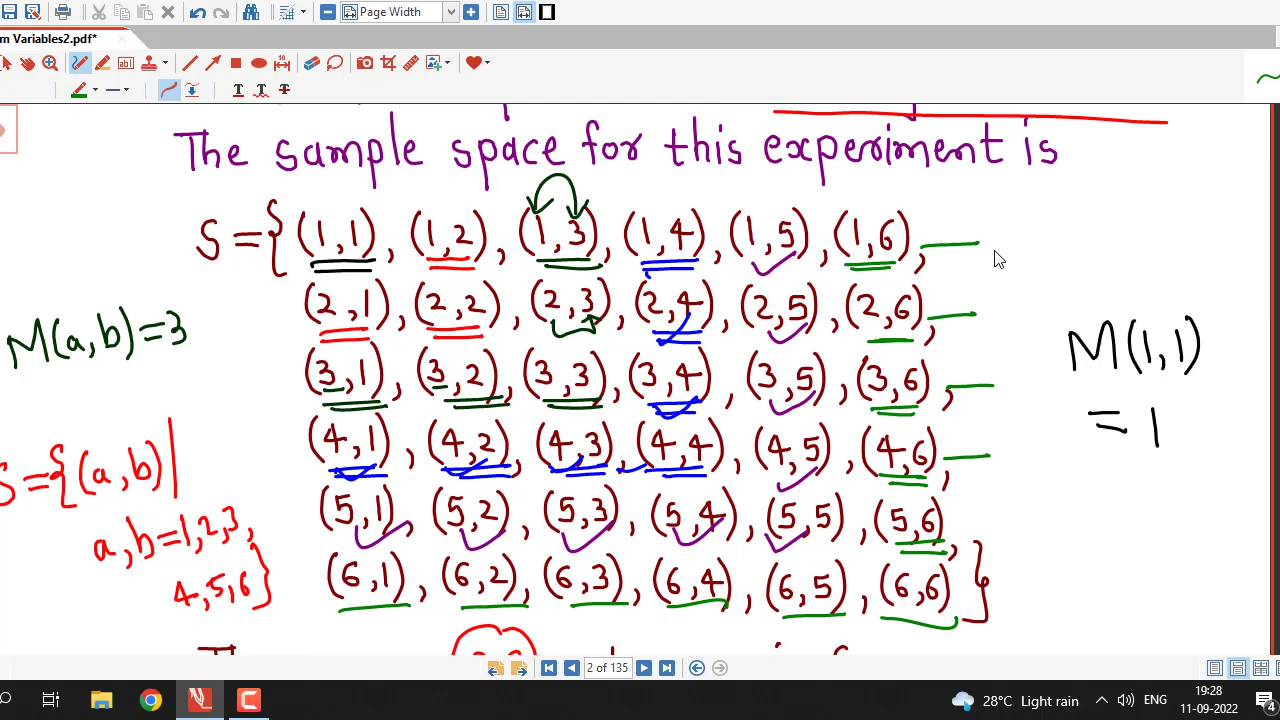 Page Width
m Variables2.pdf*
The sample space for this experiment is
S={(1,1), (1,2), (1,3), (1,4), (1,5), (1,6),
(2,1), (2,2), (2,3), (2,4), (2,5), (2,6),
(3,1), (3,2), (3,3), (3,4), (3,5), (3,6),
(4,1), (4,2), (4,3), (4,4), (4,5), (4,6),
(5,1), (5,2), (5,3), (5,4), (5,5), (5,6),
(6,1), (6,2), (6,3), (6,4), (6,5), (6,6)}
M(a,b)=3
S={(a,b)|
a,b=1,2,3,
4,5,6}
M(1,1)
= 1
2 of 135
28°C Light rain
ENG
19:28
11-09-2022
4